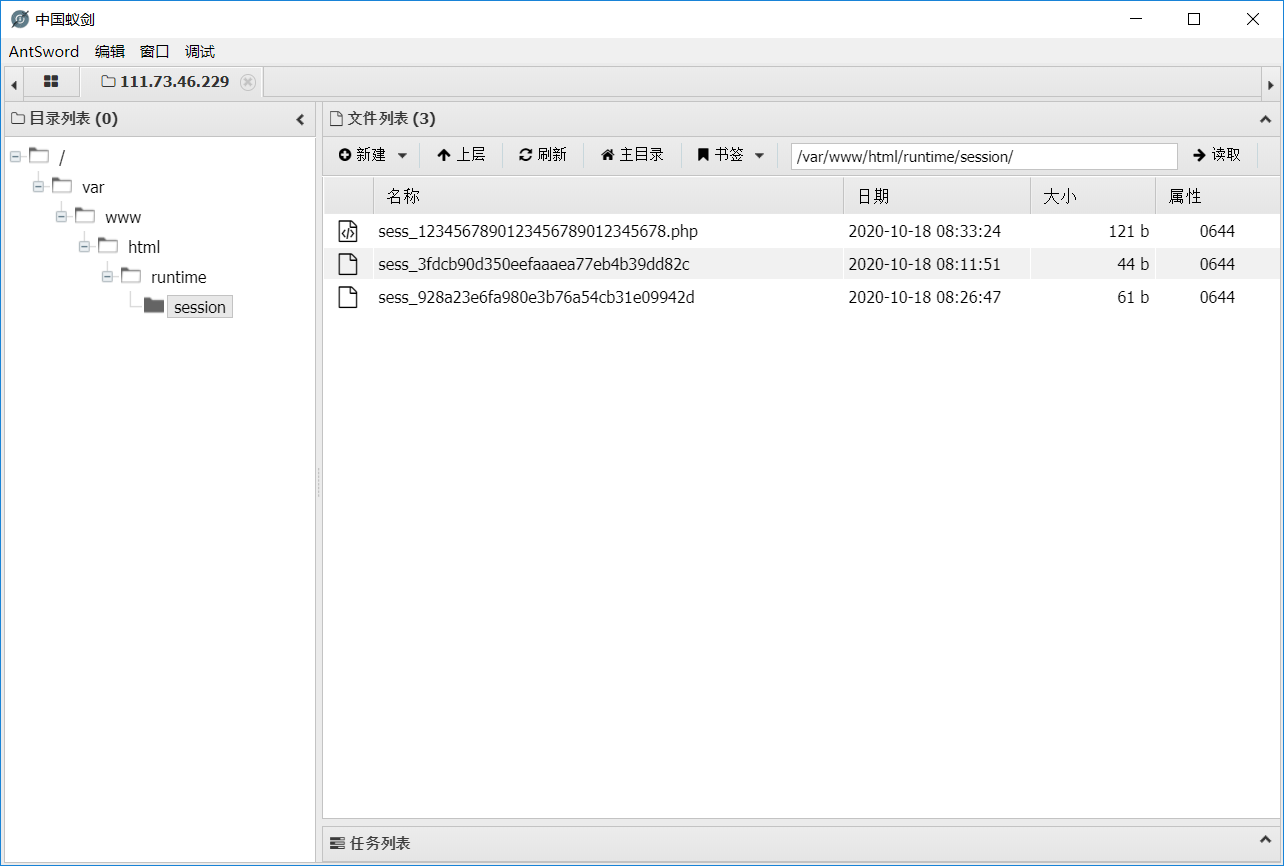 中国蚁剑
AntSword 编辑 窗口 调试
111.73.46.229
目录列表 (0)
/
var
www
html
runtime
session
文件列表 (3)
新建 上层 刷新 主目录 书签 /var/www/html/runtime/session/ 读取
名称 日期 大小 属性
sess_1234567890123456789012345678.php 2020-10-18 08:33:24 121 b 0644
sess_3fdcb90d350eefaaaea77eb4b39dd82c 2020-10-18 08:11:51 44 b 0644
sess_928a23e6fa980e3b76a54cb31e09942d 2020-10-18 08:26:47 61 b 0644
任务列表